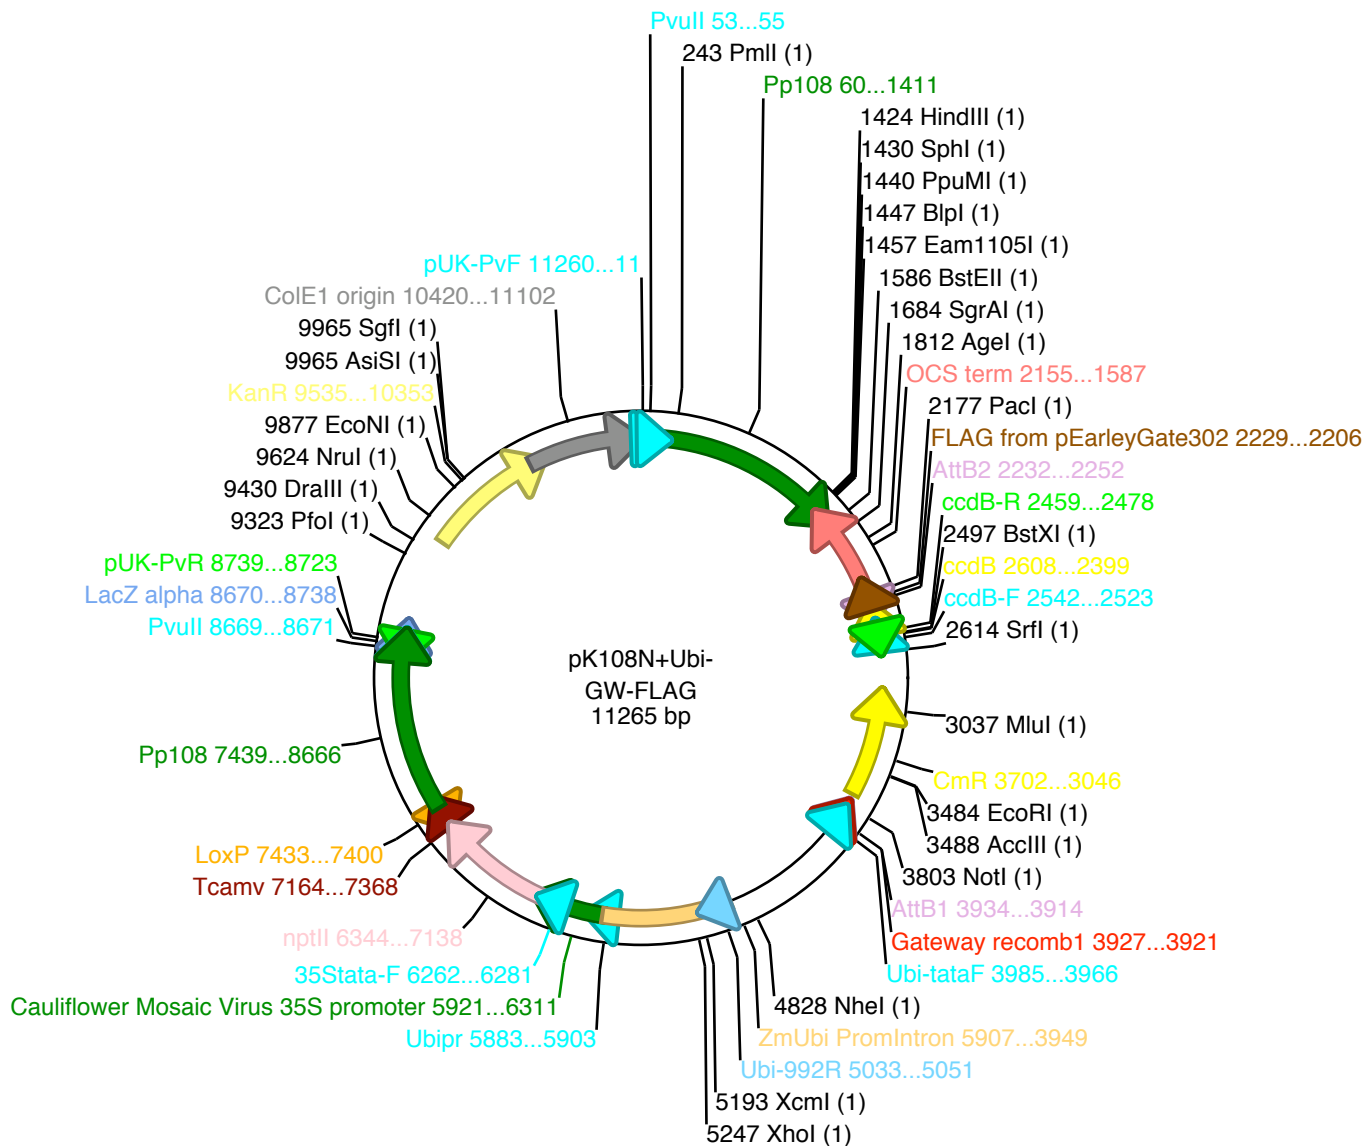 PvuII 53...55
243 PmlI (1)
Pp108 60...1411
1424 HindIII (1)
1430 SphI (1)
1440 PpuMI (1)
1447 BlpI (1)
1457 Eam1105I (1)
1586 BstEII (1)
1684 SgrAI (1)
1812 AgeI (1)
OCS term 2155...1587
2177 PacI (1)
FLAG from pEarleyGate302 2229...2206
AttB2 2232...2252
ccdB-R 2459...2478
2497 BstXI (1)
ccdB 2608...2399
ccdB-F 2542...2523
2614 SrfI (1)
3037 MluI (1)
CmR 3702...3046
3484 EcoRI (1)
3488 AccIII (1)
3803 NotI (1)
AttB1 3934...3914
Gateway recomb1 3927...3921
Ubi-tataF 3985...3966
4828 NheI (1)
ZmUbi PromIntron 5907...3949
Ubi-992R 5033...5051
5193 XcmI (1)
5247 XhoI (1)
Ubipr 5883...5903
Cauliflower Mosaic Virus 35S promoter 5921...6311
35Stata-F 6262...6281
nptII 6344...7138
Tcamv 7164...7368
LoxP 7433...7400
Pp108 7439...8666
PvuII 8669...8671
LacZ alpha 8670...8738
pUK-PvR 8739...8723
9323 PfoI (1)
9430 DraIII (1)
9624 NruI (1)
9877 EcoNI (1)
KanR 9535...10353
9965 AsiSI (1)
9965 SgfI (1)
ColE1 origin 10420...11102
pUK-PvF 11260...11
pK108N+Ubi-
GW-FLAG
11265 bp